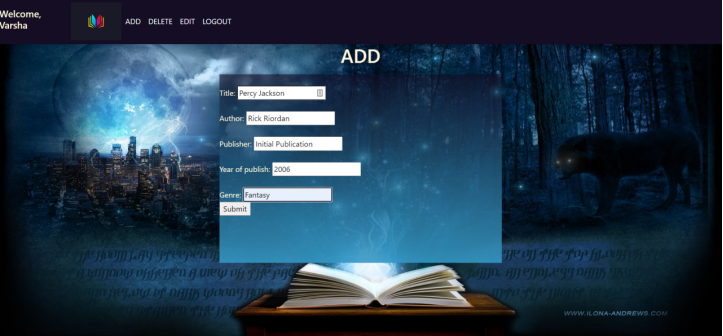 Welcome,
Varsha
ADD DELETE EDIT LOGOUT
ADD
Title: Percy Jackson
Author: Rick Riordan
Publisher: Initial Publication
Year of publish: 2006
Genre: Fantasy
Submit
WWW.ILONA-ANDREWS.COM